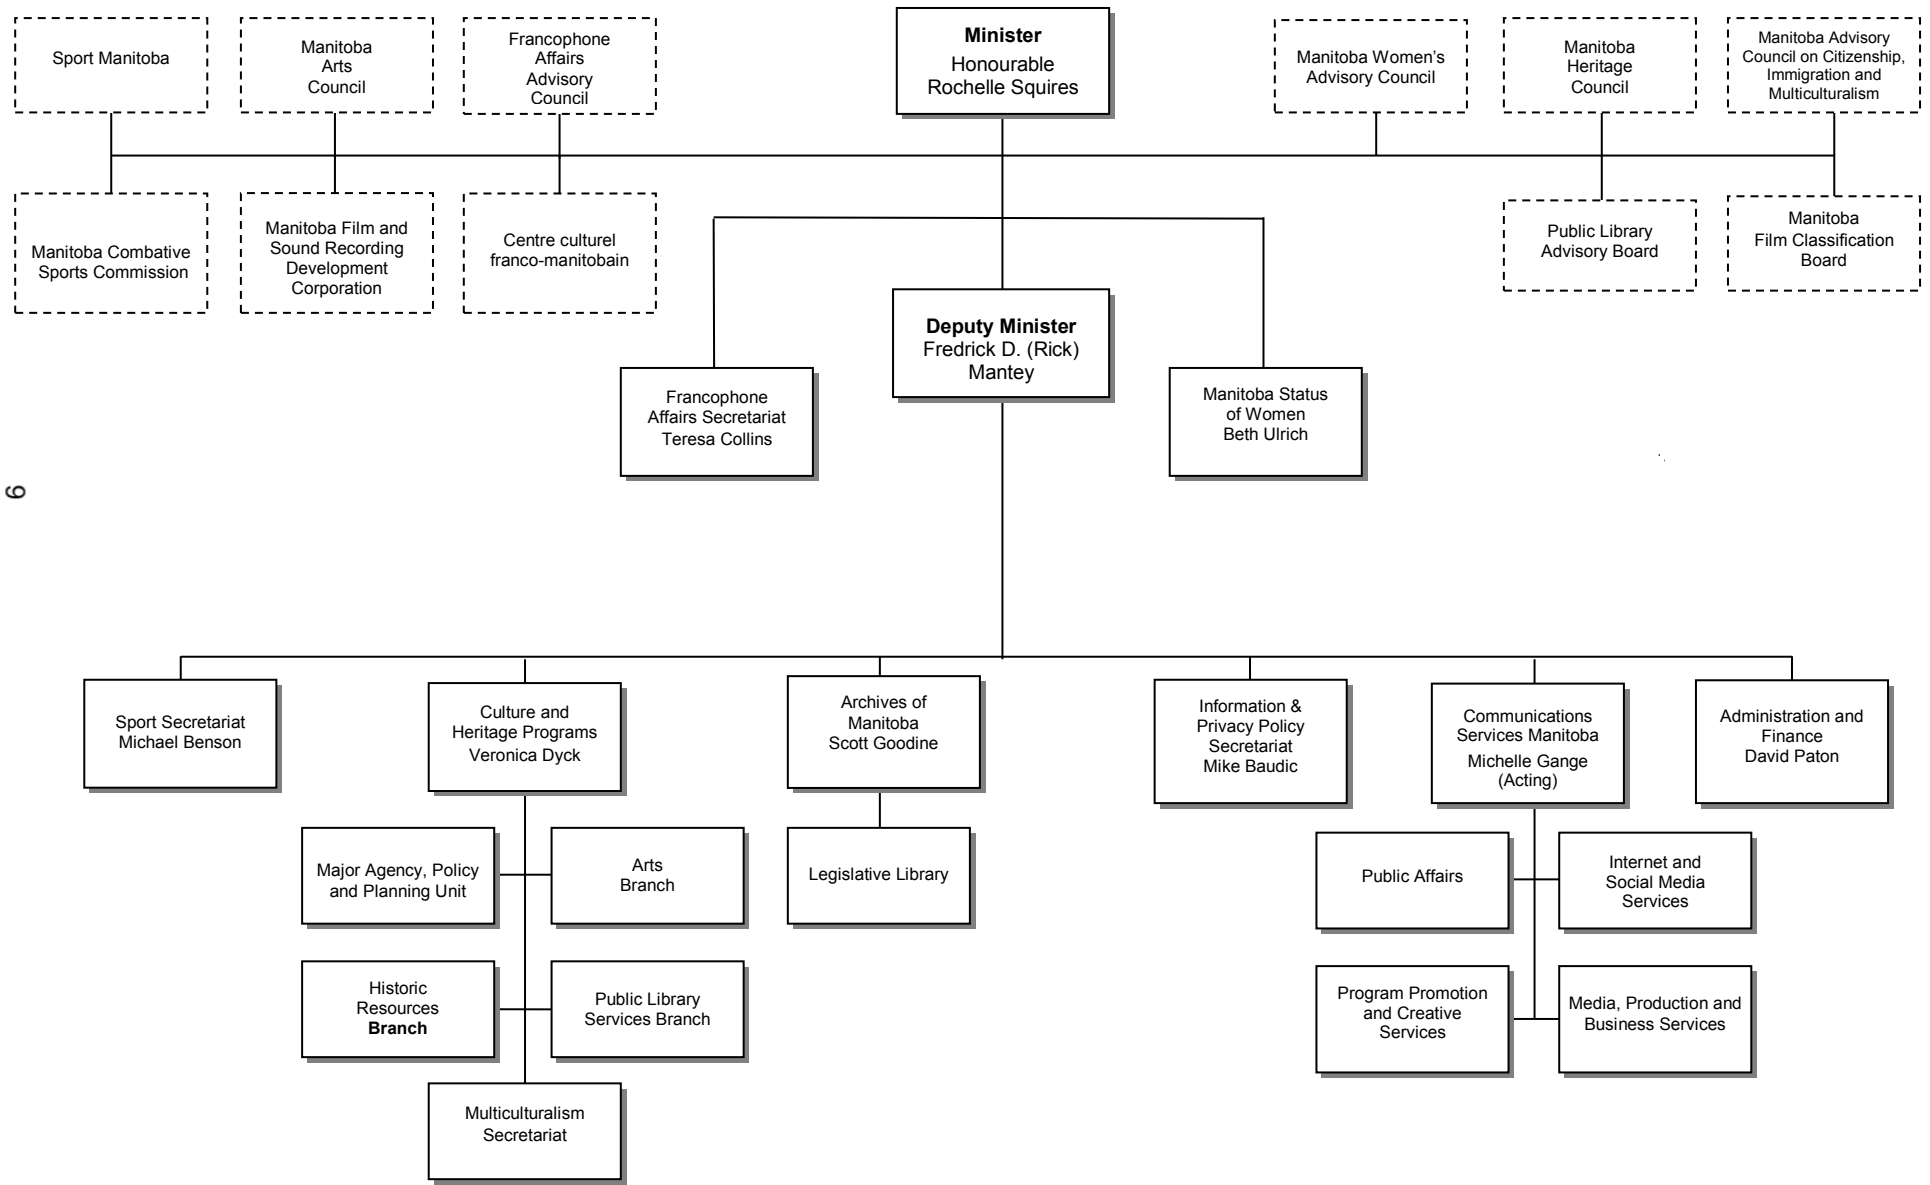 Sport Manitoba
Manitoba
Arts
Council
Francophone
Affairs
Advisory
Council
Minister
Honourable
Rochelle Squires
Manitoba Women's
Advisory Council
Manitoba
Heritage
Council
Manitoba Advisory
Council on Citizenship,
Immigration and
Multiculturalism
Manitoba Combative
Sports Commission
Manitoba Film and
Sound Recording
Development
Corporation
Centre culturel
franco-manitobain
Public Library
Advisory Board
Manitoba
Film Classification
Board
Deputy Minister
Fredrick D. (Rick)
Mantey
Francophone
Affairs Secretariat
Teresa Collins
Manitoba Status
of Women
Beth Ulrich
6
Sport Secretariat
Michael Benson
Culture and
Heritage Programs
Veronica Dyck
Archives of
Manitoba
Scott Goodine
Information &
Privacy Policy
Secretariat
Mike Baudic
Communications
Services Manitoba
Michelle Gange
(Acting)
Administration and
Finance
David Paton
Major Agency, Policy
and Planning Unit
Arts
Branch
Legislative Library
Public Affairs
Internet and
Social Media
Services
Historic
Resources
Branch
Public Library
Services Branch
Program Promotion
and Creative
Services
Media, Production and
Business Services
Multiculturalism
Secretariat